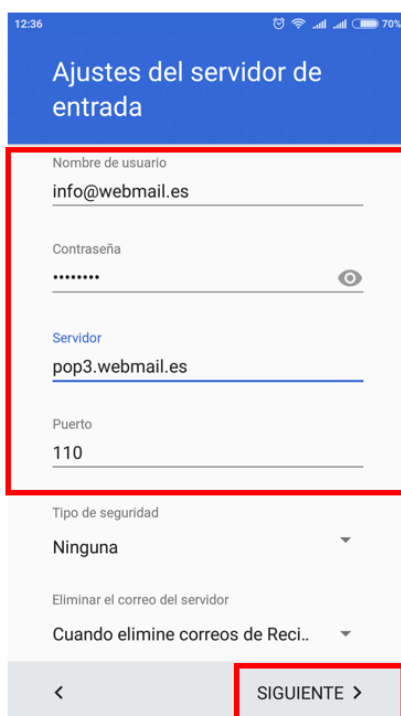 12:36 70%
Ajustes del servidor de
entrada
Nombre de usuario
info@webmail.es
Contraseña
••••••••
Servidor
pop3.webmail.es
Puerto
110
Tipo de seguridad
Ninguna
Eliminar el correo del servidor
Cuando elimine correos de Reci..
SIGUIENTE